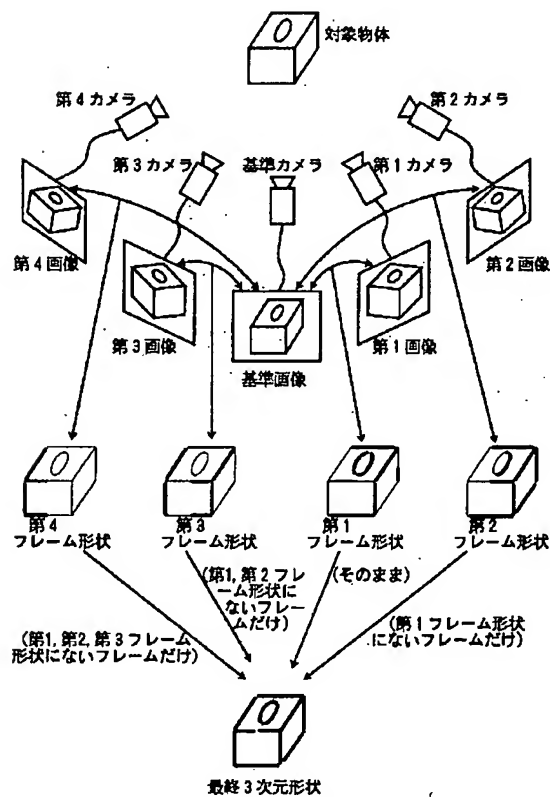 対象物体
第4カメラ
第2カメラ
第3カメラ
基準カメラ
第1カメラ
第4画像
第2画像
第3画像
第1画像
基準画像
第4
フレーム形状
第3
フレーム形状
第1
フレーム形状
第2
フレーム形状
(第1,第2フレ
ーム形状に
ないフレー
ムだけ)
(そのまま)
(第1,第2,第3フレーム
形状にないフレームだけ)
(第1フレーム形状
にないフレームだけ)
最終3次元形状